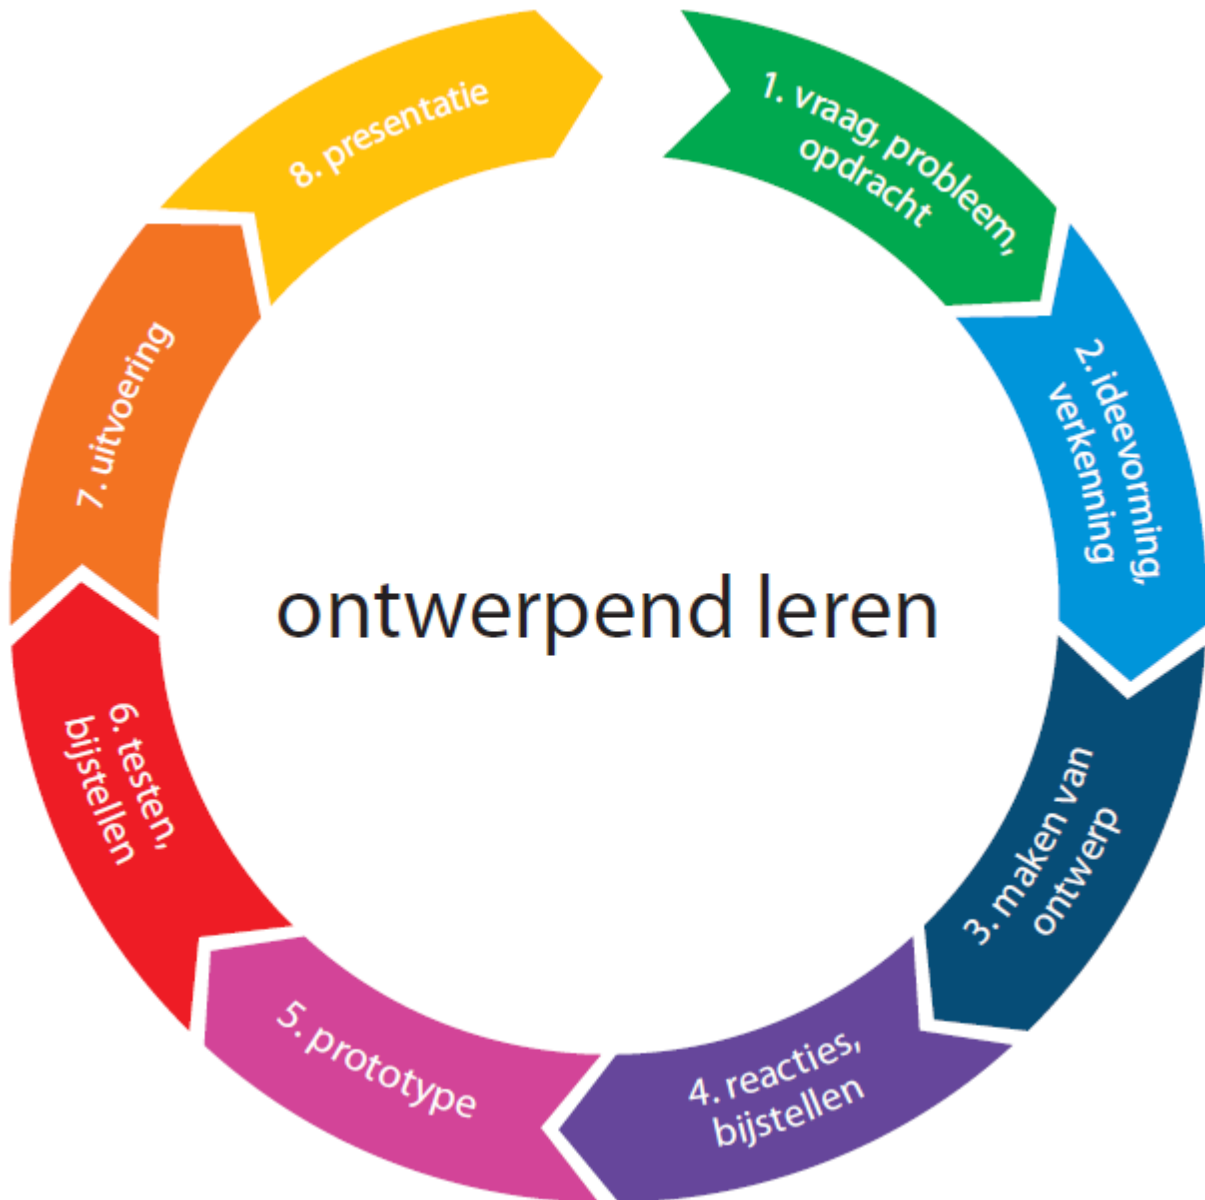 1. vraag, probleem,
opdracht
2. ideevorming,
verkenning
3. maken van
ontwerp
4. reacties,
bijstellen
5. prototype
6. testen,
bijstellen
7. uitvoering
8. presentatie
ontwerpend leren